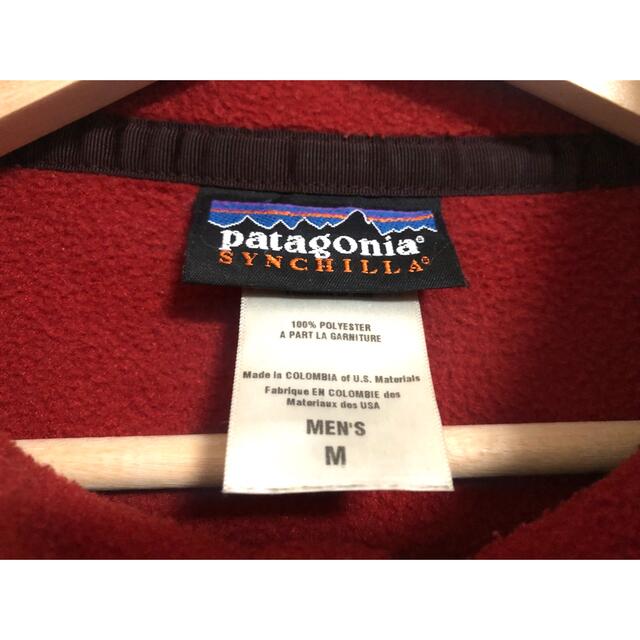 patagonia®
SYNCHILLA®
100% POLYESTER
A PART LA GARNITURE
Made in COLOMBIA of U.S. Materials
Fabrique EN COLOMBIE des
Materiaux des USA
MEN'S
M